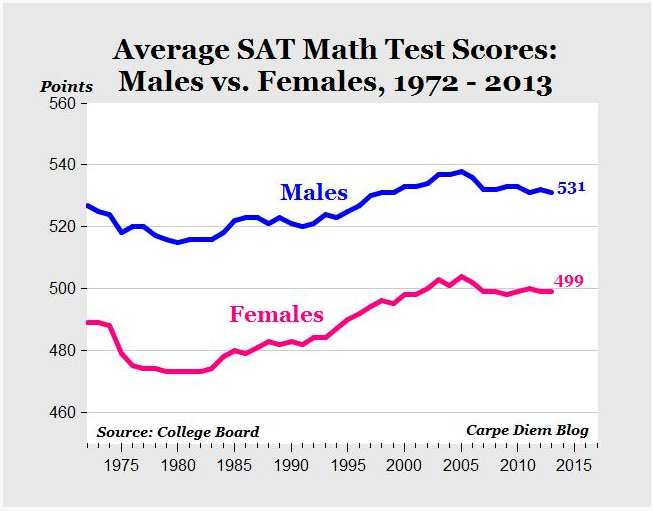 Average SAT Math Test Scores:
Males vs. Females, 1972 - 2013
Points
560
540
520
500
480
460
Males
531
Females
499
Source: College Board
Carpe Diem Blog
1975 1980 1985 1990 1995 2000 2005 2010 2015